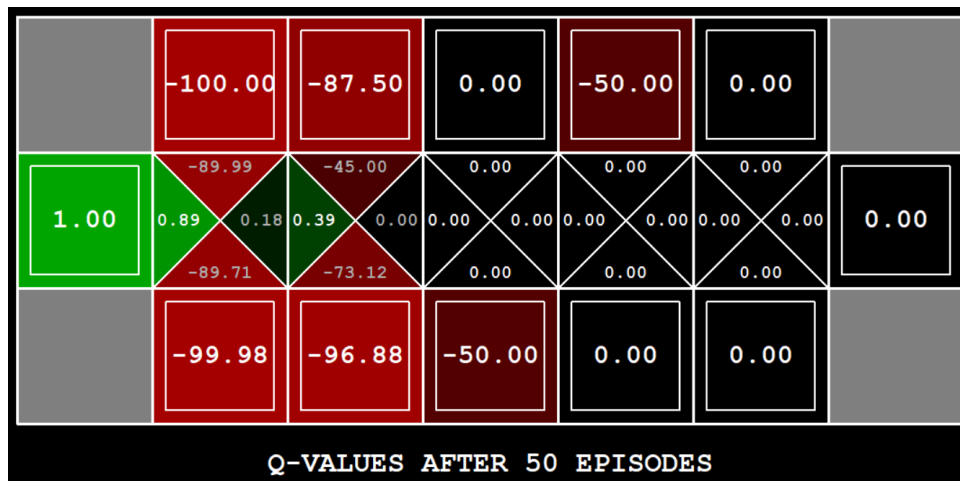 -100.00 -87.50 0.00 -50.00 0.00
-89.99 -45.00 0.00 0.00 0.00
1.00 0.89 0.18 0.39 0.00 0.00 0.00 0.00 0.00 0.00 0.00 0.00
-89.71 -73.12 0.00 0.00 0.00
-99.98 -96.88 -50.00 0.00 0.00
Q-VALUES AFTER 50 EPISODES